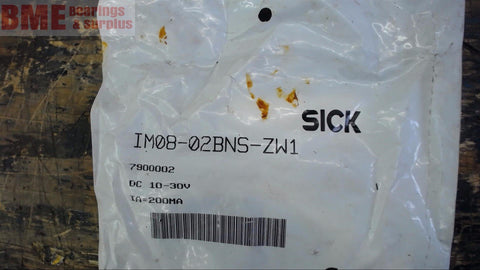 BME Bearings
& surplus
SICK
IM08-02BNS-ZW1
7900002
DC 10-30V
IA=200MA